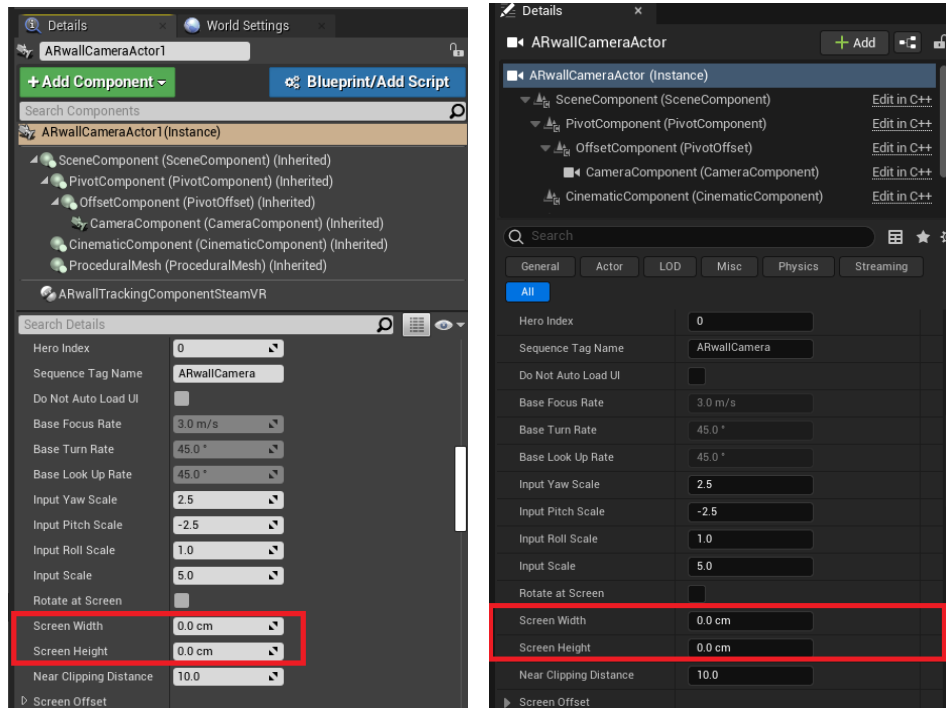 Details
World Settings
ARwallCameraActor1
+ Add Component
Blueprint/Add Script
Search Components
ARwallCameraActor1(Instance)
SceneComponent (SceneComponent) (Inherited)
PivotComponent (PivotComponent) (Inherited)
OffsetComponent (PivotOffset) (Inherited)
CameraComponent (CameraComponent) (Inherited)
CinematicComponent (CinematicComponent) (Inherited)
ProceduralMesh (ProceduralMesh) (Inherited)
ARwallTrackingComponentSteamVR
Search Details
Hero Index 0
Sequence Tag Name ARwallCamera
Do Not Auto Load UI
Base Focus Rate 3.0 m/s
Base Turn Rate 45.0 °
Base Look Up Rate 45.0 °
Input Yaw Scale 2.5
Input Pitch Scale -2.5
Input Roll Scale 1.0
Input Scale 5.0
Rotate at Screen
Screen Width 0.0 cm
Screen Height 0.0 cm
Near Clipping Distance 10.0
Screen Offset
Details
ARwallCameraActor
+ Add
ARwallCameraActor (Instance)
SceneComponent (SceneComponent) Edit in C++
PivotComponent (PivotComponent) Edit in C++
OffsetComponent (PivotOffset) Edit in C++
CameraComponent (CameraComponent) Edit in C++
CinematicComponent (CinematicComponent) Edit in C++
Search
General Actor LOD Misc Physics Streaming
All
Hero Index 0
Sequence Tag Name ARwallCamera
Do Not Auto Load UI
Base Focus Rate 3.0 m/s
Base Turn Rate 45.0 °
Base Look Up Rate 45.0 °
Input Yaw Scale 2.5
Input Pitch Scale -2.5
Input Roll Scale 1.0
Input Scale 5.0
Rotate at Screen
Screen Width 0.0 cm
Screen Height 0.0 cm
Near Clipping Distance 10.0
Screen Offset